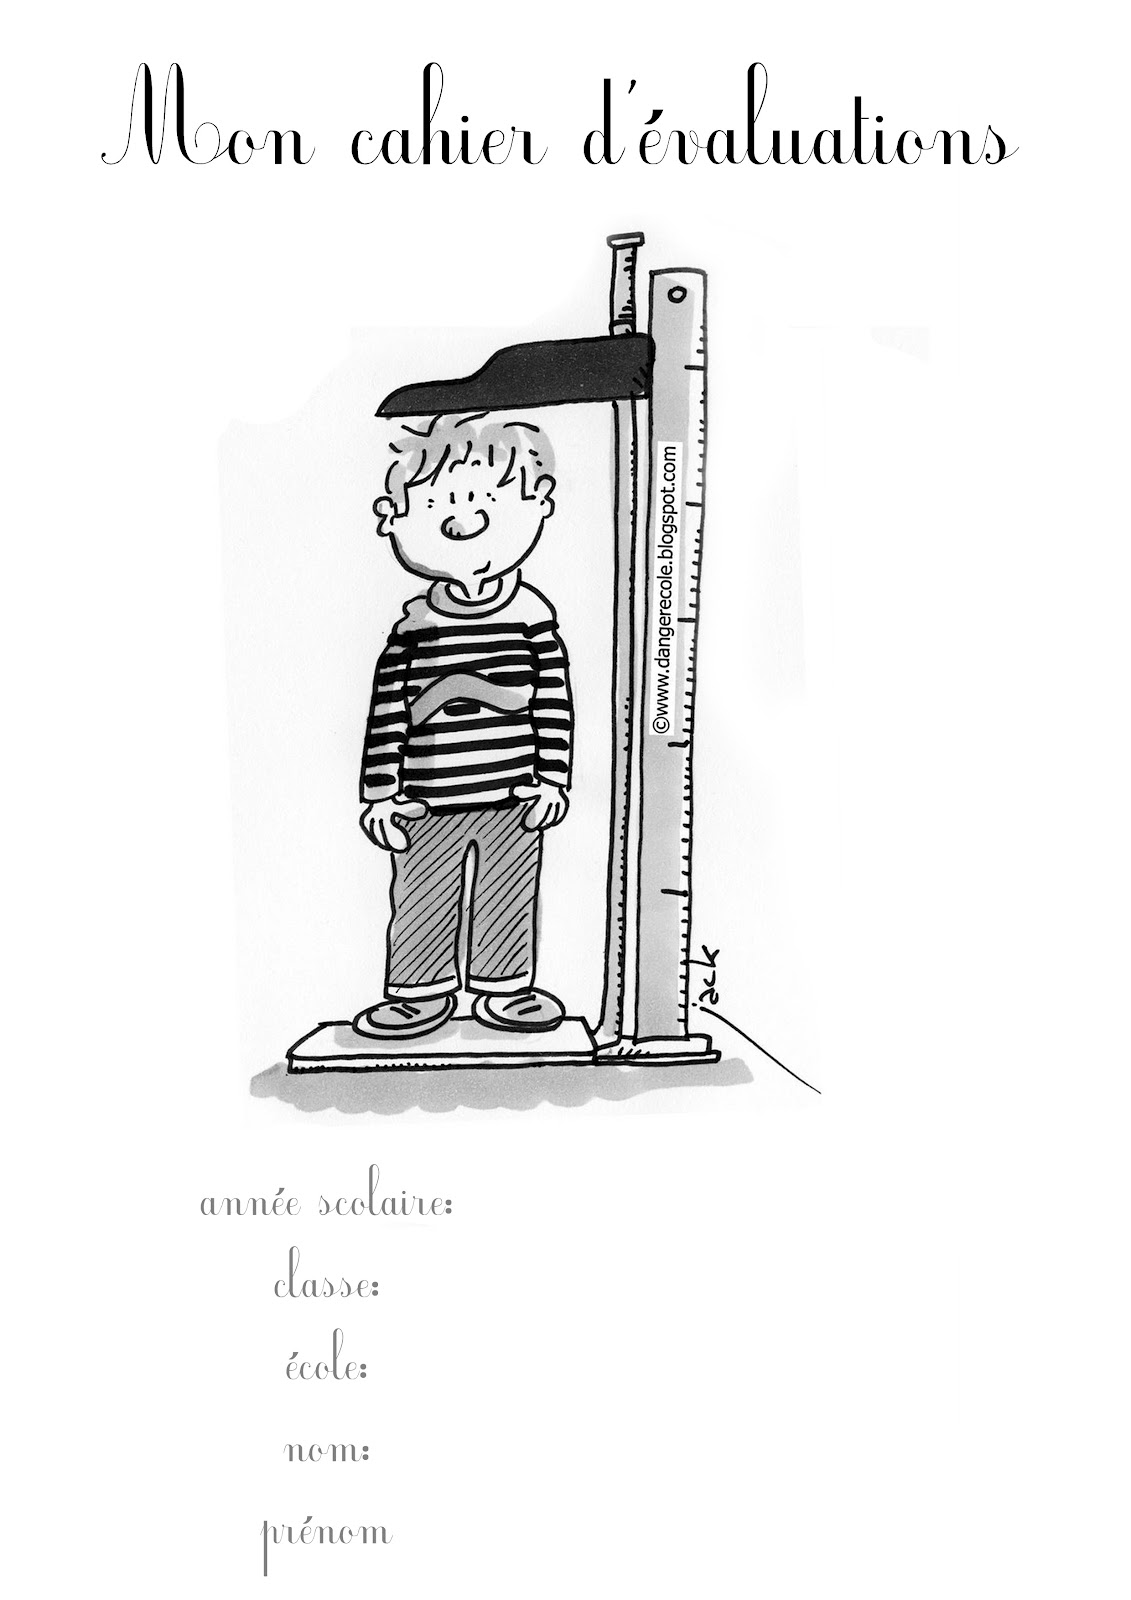 Mon cahier d'évaluations
©www.dangerecole.blogspot.com
jack
année scolaire:
classe:
école:
nom:
prénom